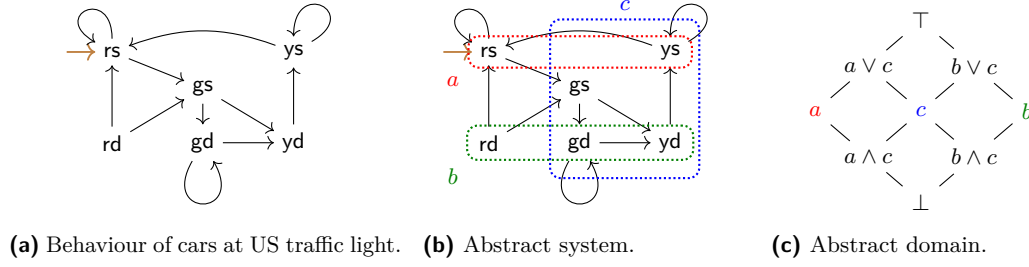 rs
ys
gs
rd
gd
yd
(a) Behaviour of cars at US traffic light.
c
rs
ys
a
gs
rd
gd
yd
b
(b) Abstract system.
⊤
a ∨ c
b ∨ c
a
c
b
a ∧ c
b ∧ c
⊥
(c) Abstract domain.